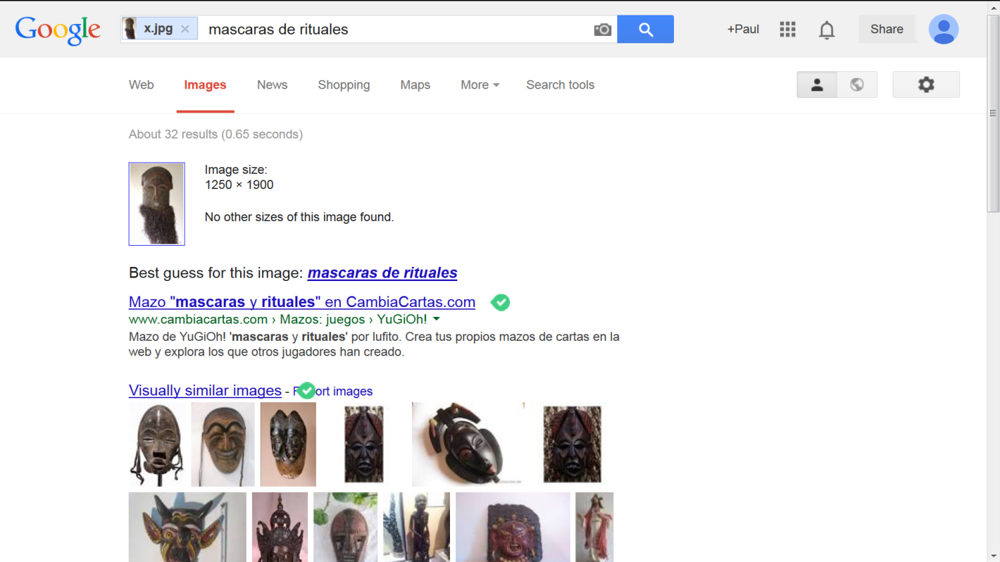 Google x.jpg × mascaras de rituales +Paul Share
Web Images News Shopping Maps More Search tools
About 32 results (0.65 seconds)
Image size:
1250 × 1900
No other sizes of this image found.
Best guess for this image: mascaras de rituales
Mazo "mascaras y rituales" en CambiaCartas.com
www.cambiacartas.com › Mazos: juegos › YuGiOh!
Mazo de YuGiOh! 'mascaras y rituales' por lufito. Crea tus propios mazos de cartas en la
web y explora los que otros jugadores han creado.
Visually similar images - ort images